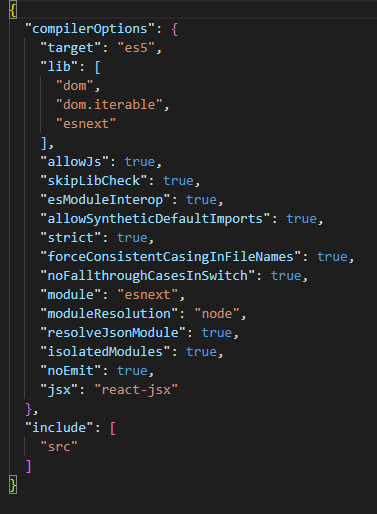 {
  "compilerOptions": {
    "target": "es5",
    "lib": [
      "dom",
      "dom.iterable",
      "esnext"
    ],
    "allowJs": true,
    "skipLibCheck": true,
    "esModuleInterop": true,
    "allowSyntheticDefaultImports": true,
    "strict": true,
    "forceConsistentCasingInFileNames": true,
    "noFallthroughCasesInSwitch": true,
    "module": "esnext",
    "moduleResolution": "node",
    "resolveJsonModule": true,
    "isolatedModules": true,
    "noEmit": true,
    "jsx": "react-jsx"
  },
  "include": [
    "src"
  ]
}